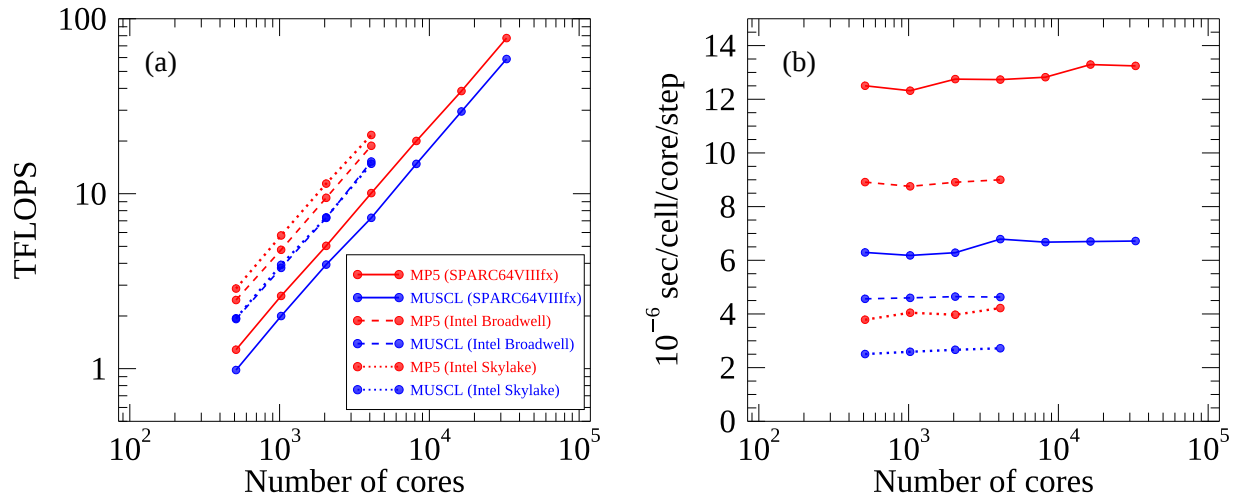 (a)
TFLOPS
100
10
1
10² 10³ 10⁴ 10⁵
Number of cores
MP5 (SPARC64VIIIfx)
MUSCL (SPARC64VIIIfx)
MP5 (Intel Broadwell)
MUSCL (Intel Broadwell)
MP5 (Intel Skylake)
MUSCL (Intel Skylake)
(b)
10⁻⁶ sec/cell/core/step
14
12
10
8
6
4
2
0
10² 10³ 10⁴ 10⁵
Number of cores